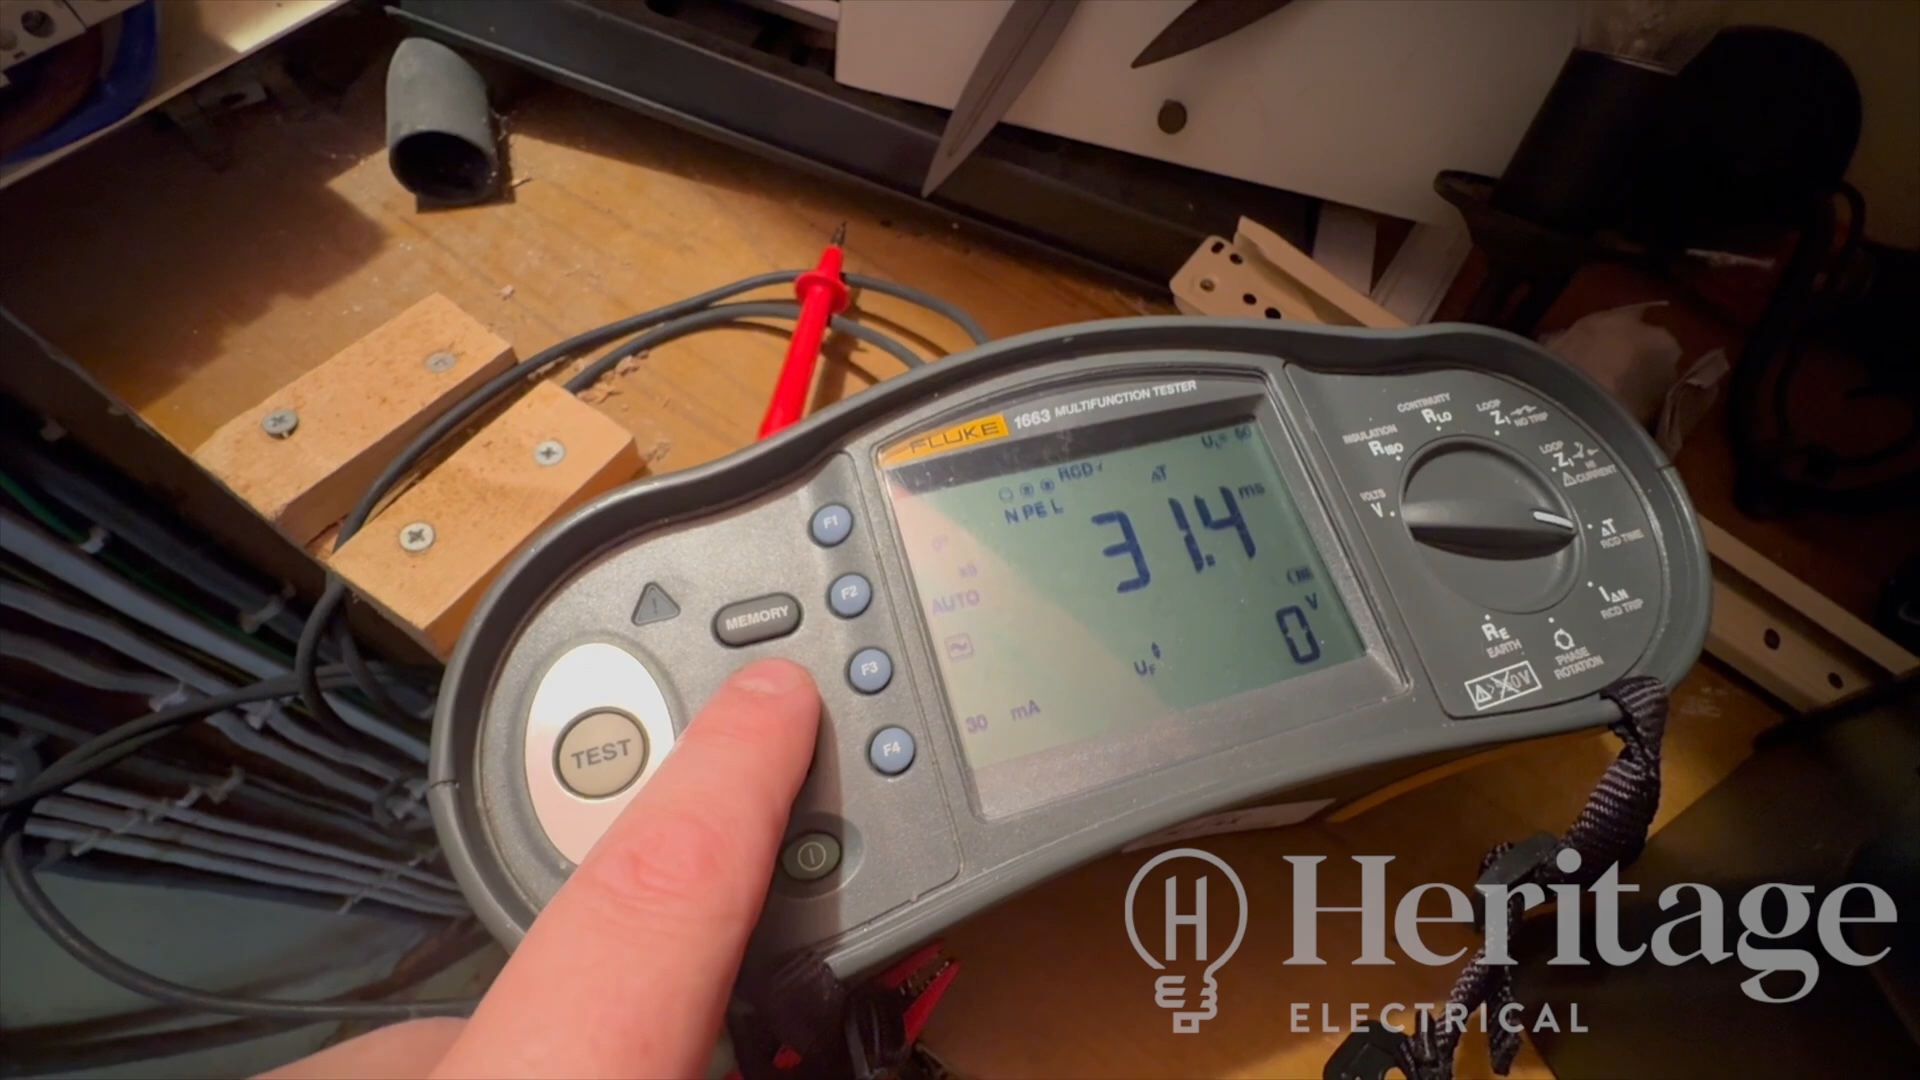 FLUKE 1663 MULTIFUNCTION TESTER
RCD√
ΔT
NPEL
31.4 ms
AUTO
0 V
UF
30 mA
F1
F2
F3
F4
MEMORY
TEST
VOLTS
V
INSULATION
RISO
CONTINUITY
RLO
LOOP
ZI NO TRIP
LOOP
ZI HI CURRENT
ΔT
RCD TIME
IΔN
RCD TRIP
PHASE ROTATION
RE
EARTH
H
Heritage
ELECTRICAL